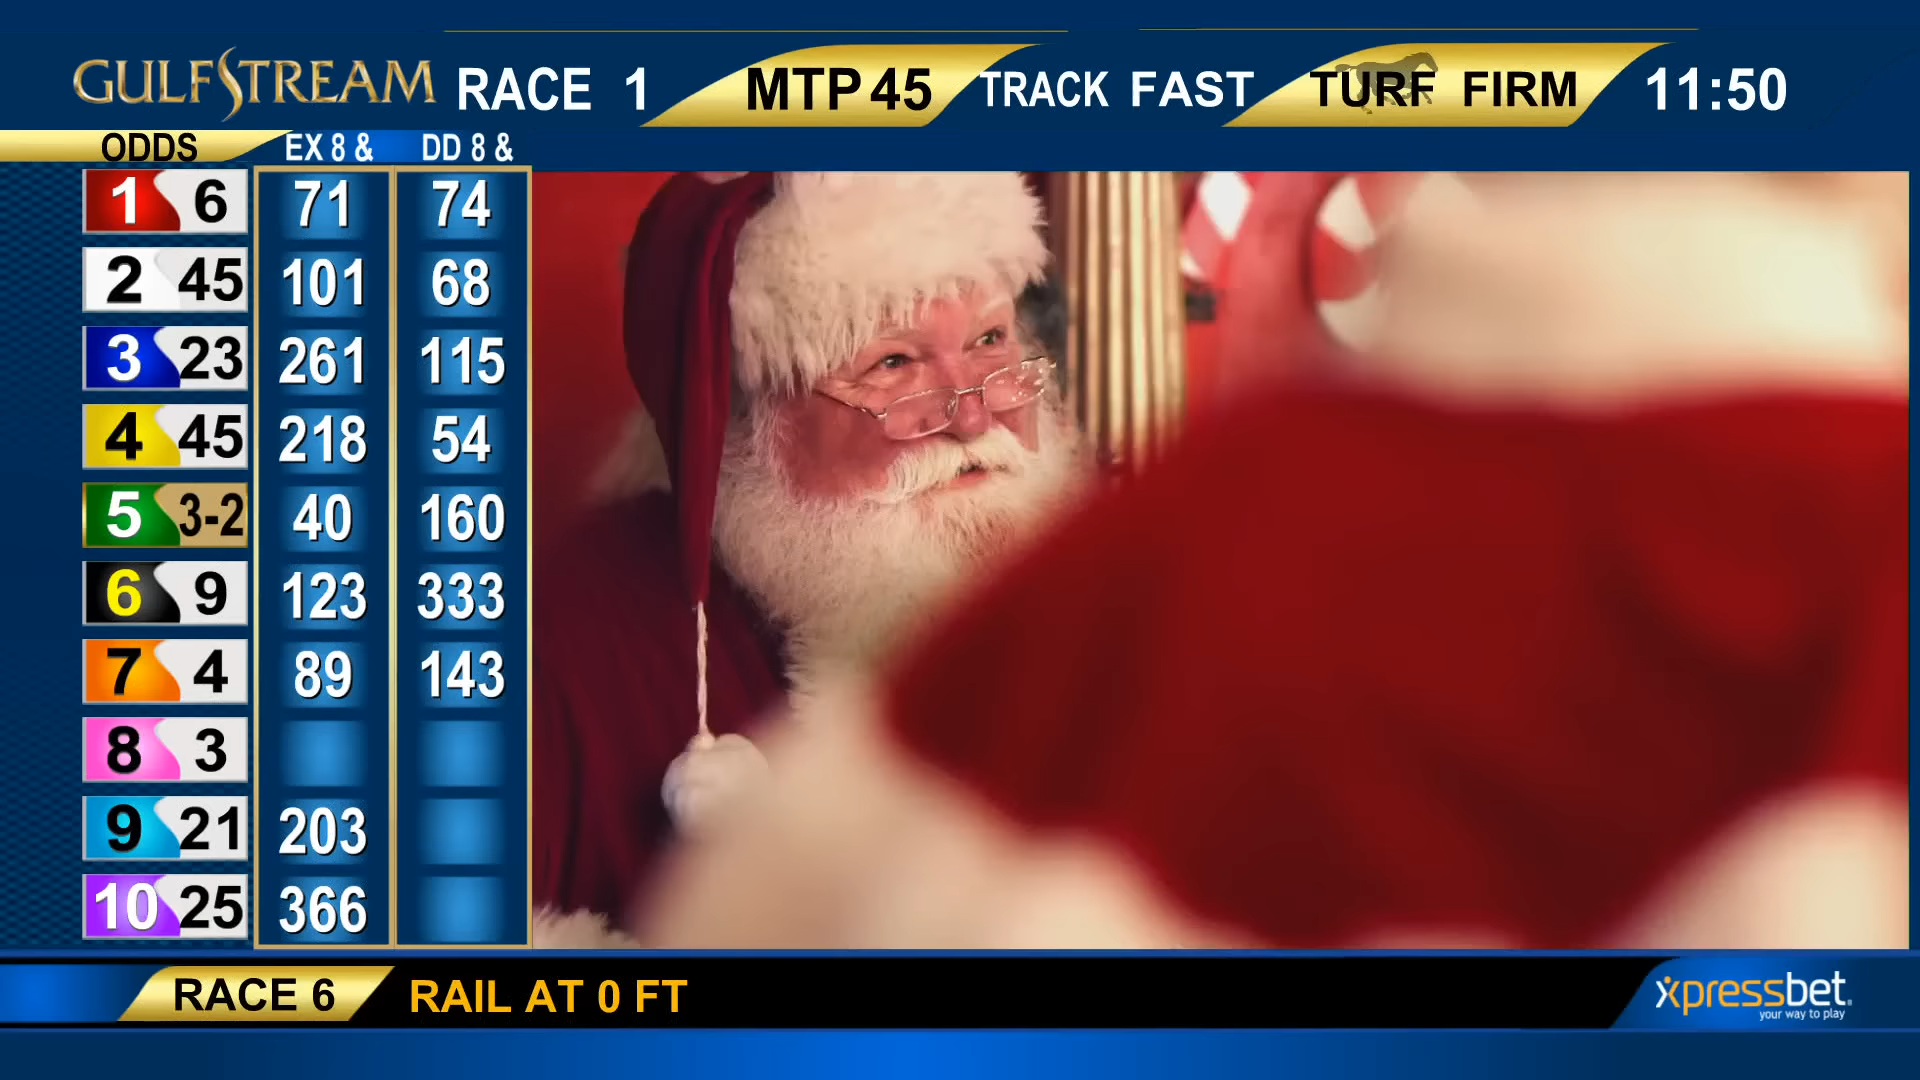 GULFSTREAM RACE 1 MTP 45 TRACK FAST TURF FIRM 11:50
ODDS EX 8 & DD 8 &
1 6 71 74
2 45 101 68
3 23 261 115
4 45 218 54
5 3-2 40 160
6 9 123 333
7 4 89 143
8 3
9 21 203
10 25 366
RACE 6 RAIL AT 0 FT
xpressbet.
your way to play